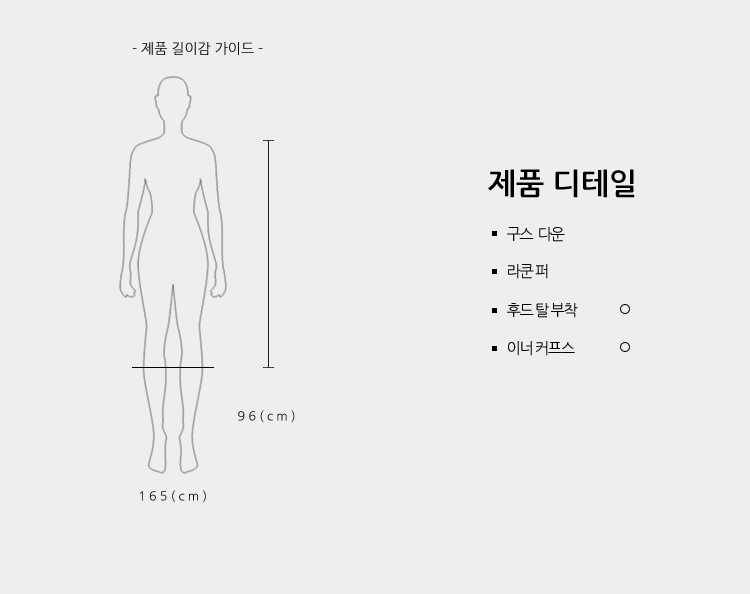 - 제품 길이감 가이드 -
96(cm)
165(cm)
제품 디테일
▪ 구스 다운
▪ 라쿤 퍼
▪ 후드 탈 부착 ○
▪ 이너 커프스 ○